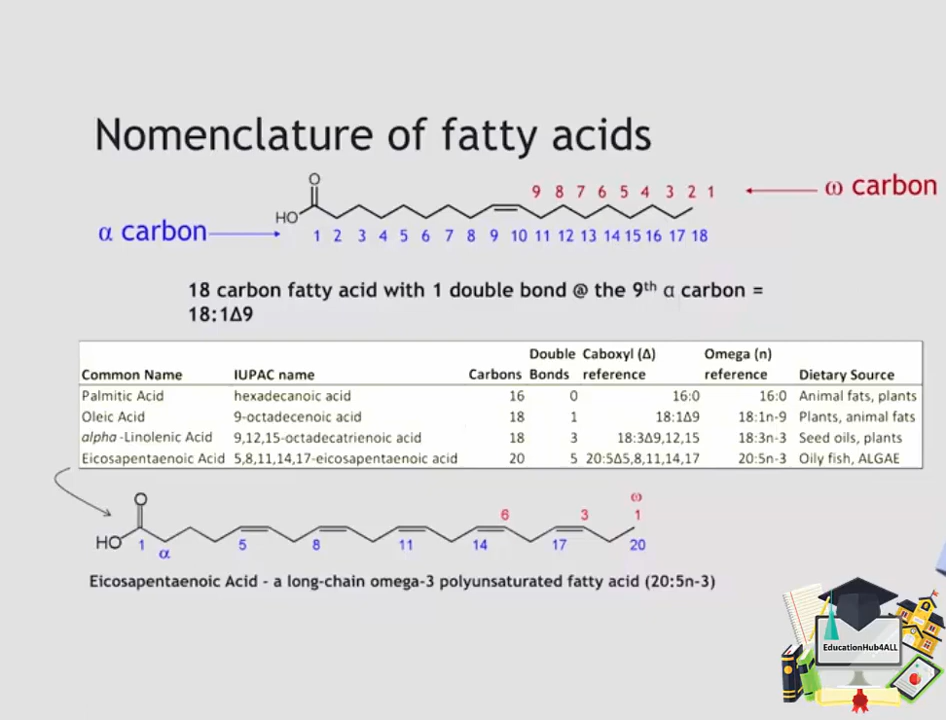 Nomenclature of fatty acids
O
HO
9 8 7 6 5 4 3 2 1
ω carbon
α carbon
1 2 3 4 5 6 7 8 9 10 11 12 13 14 15 16 17 18
18 carbon fatty acid with 1 double bond @ the 9th α carbon =
18:1Δ9
Double Caboxyl (Δ) Omega (n)
Common Name IUPAC name Carbons Bonds reference reference Dietary Source
Palmitic Acid hexadecanoic acid 16 0 16:0 16:0 Animal fats, plants
Oleic Acid 9-octadecenoic acid 18 1 18:1Δ9 18:1n-9 Plants, animal fats
alpha -Linolenic Acid 9,12,15-octadecatrienoic acid 18 3 18:3Δ9,12,15 18:3n-3 Seed oils, plants
Eicosapentaenoic Acid 5,8,11,14,17-eicosapentaenoic acid 20 5 20:5Δ5,8,11,14,17 20:5n-3 Oily fish, ALGAE
O ω
6 3 1
HO 1 α 5 8 11 14 17 20
Eicosapentaenoic Acid - a long-chain omega-3 polyunsaturated fatty acid (20:5n-3)
EducationHub4ALL